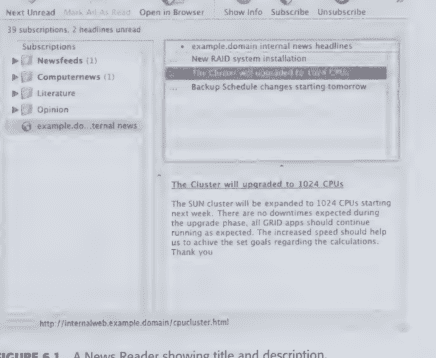 Next Unread Mark All As Read Open in Browser Show Info Subscribe Unsubscribe
39 subscriptions, 2 headlines unread
Subscriptions
Newsfeeds (1)
Computernews (1)
Literature
Opinion
example.do...ternal news
example.domain internal news headlines
New RAID system installation
The Cluster will upgraded to 1024 CPUs
Backup Schedule changes starting tomorrow
The Cluster will upgraded to 1024 CPUs
The SUN cluster will be expanded to 1024 CPUs starting
next week. There are no downtimes expected during
the upgrade phase, all GRID apps should continue
running as expected. The increased speed should help
us to achive the set goals regarding the calculations.
Thank you
http://internalweb.example.domain/cpucluster.html
FIGURE 6.1 A News Reader showing title and description.